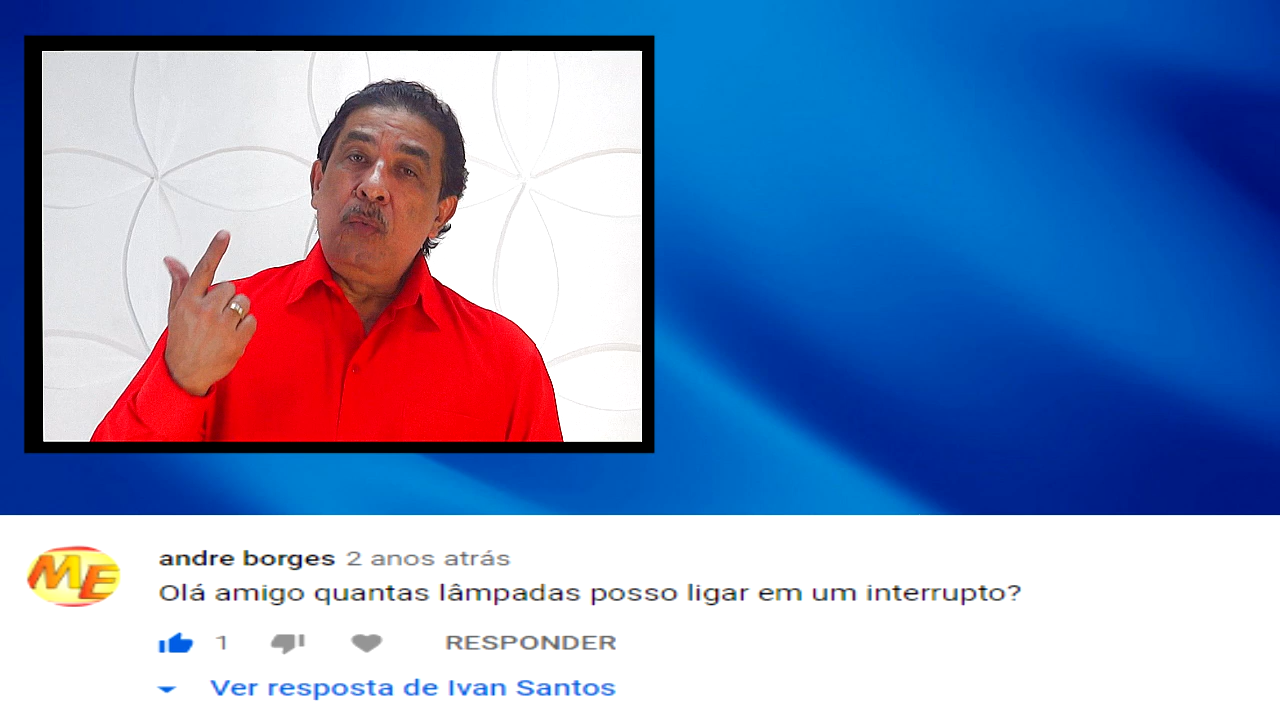 ME
andre borges 2 anos atrás
Olá amigo quantas lâmpadas posso ligar em um interrupto?
1 RESPONDER
Ver resposta de Ivan Santos